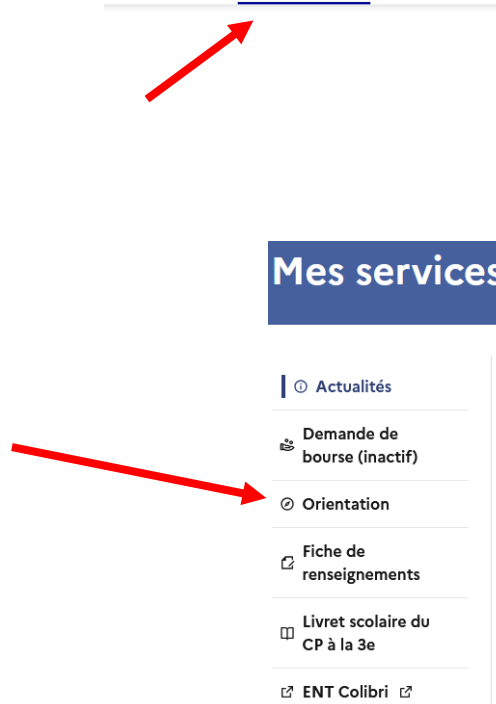 Mes services
Actualités
Demande de
bourse (inactif)
Orientation
Fiche de
renseignements
Livret scolaire du
CP à la 3e
ENT Colibri